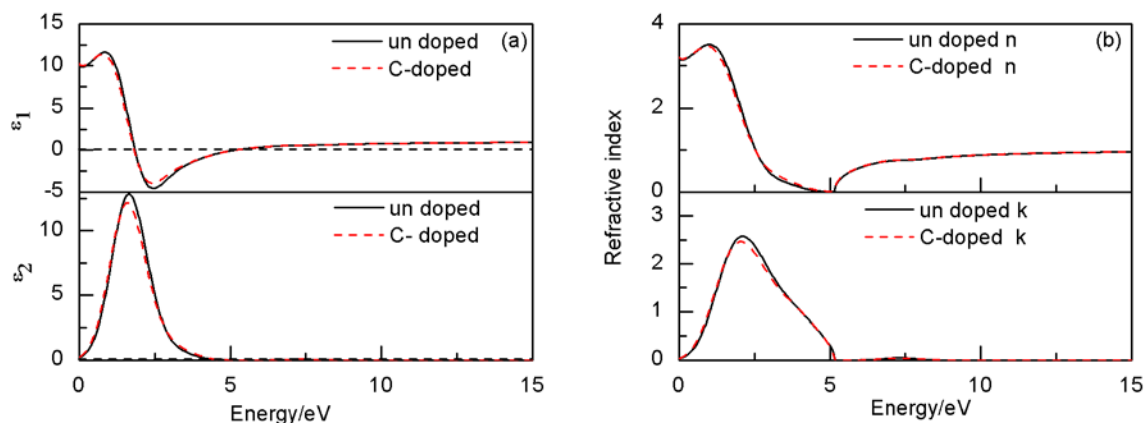 15
10
5
0
-5
ε1
un doped
C-doped
(a)
10
5
0
ε2
un doped
C- doped
0 5 10 15
Energy/eV
4
2
0
Refractive index
un doped n
C-doped n
(b)
3
2
1
0
un doped k
C-doped k
0 5 10 15
Energy/eV